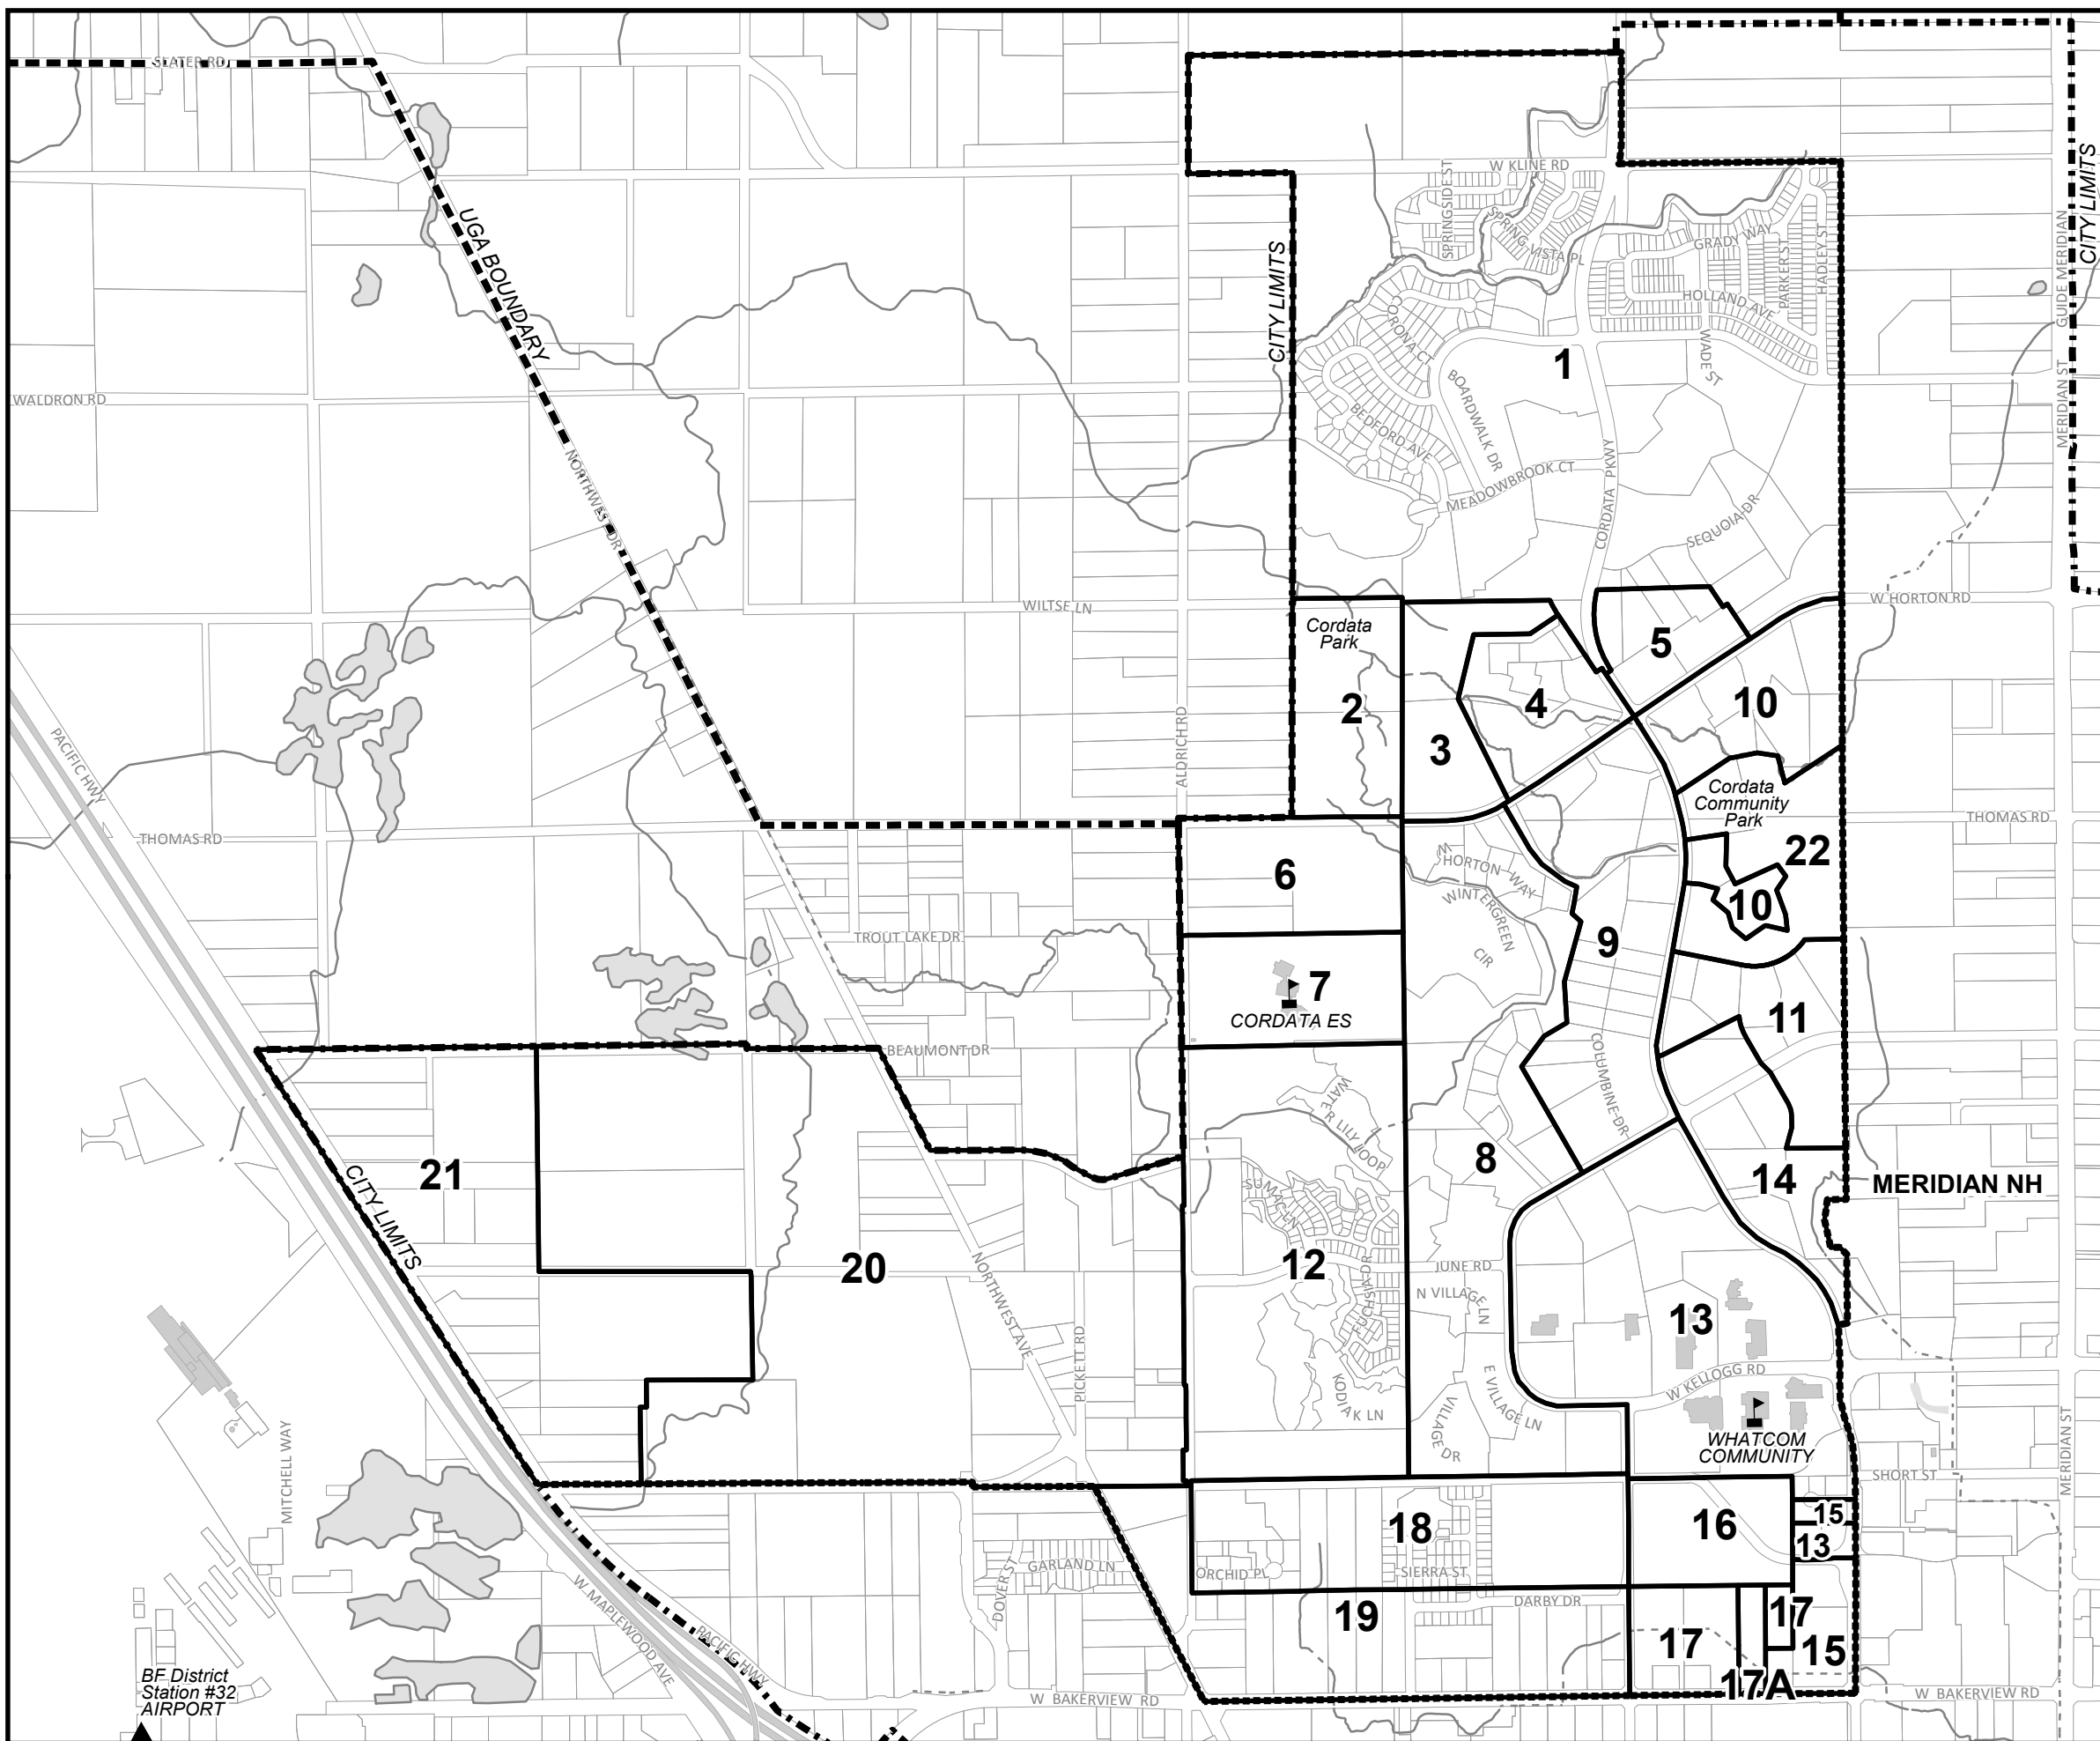 SLATER RD
W KLINE RD
SPRINGSIDE ST
SPRING VISTA PL
GRADY WAY
PARKER ST
HADLEY ST
HOLLAND AVE
WADE ST
CITY LIMITS
GUIDE MERIDIAN
MERIDIAN ST
UGA BOUNDARY
CITY LIMITS
CORONA CT
BOARDWALK DR
BEDFORD AVE
MEADOWBROOK CT
CORDATA PKWY
SEQUOIA DR
1
WALDRON RD
NORTHWEST DR
WILTSE LN
W HORTON RD
Cordata
Park
2
3
4
5
10
ALDRICH RD
PACIFIC HWY
THOMAS RD
THOMAS RD
Cordata
Community
Park
22
10
6
N
HORTON WAY
WINTERGREEN
CIR
9
TROUT LAKE DR
7
CORDATA ES
11
BEAUMONT DR
WATER LILY LOOP
COLUMBINE DR
8
14
MERIDIAN NH
21
CITY LIMITS
20
SUMAC LN
12
FUCHSIA DR
JUNE RD
N VILLAGE LN
NORTHWEST AVE
PICKETT RD
13
W KELLOGG RD
KODIAK LN
VILLAGE DR
E VILLAGE LN
WHATCOM
COMMUNITY
MERIDIAN ST
SHORT ST
MITCHELL WAY
18
16
15
13
ORCHID PL
SIERRA ST
DOVER ST
GARLAND LN
DARBY DR
19
17
17
15
17A
W MAPLEWOOD AVE
PACIFIC HWY
W BAKERVIEW RD
W BAKERVIEW RD
BF District
Station #32
AIRPORT